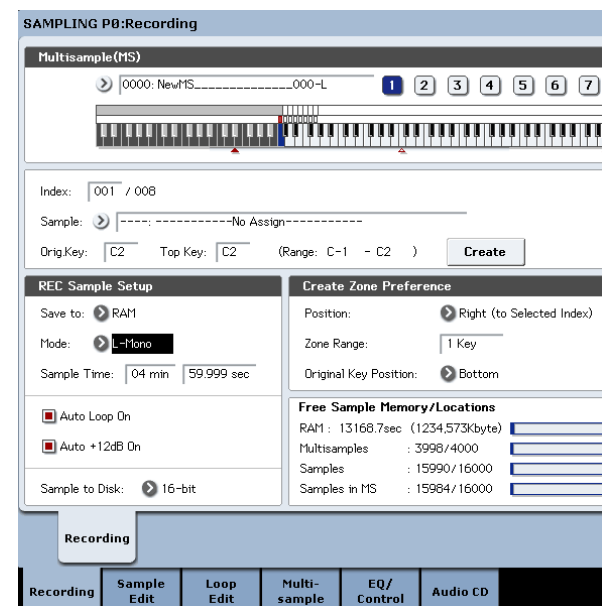 SAMPLING P0:Recording
Multisample(MS)
0000: NewMS______________000-L 1 2 3 4 5 6 7
Index: 001 / 008
Sample: ----: ------------No Assign------------
Orig.Key: C2 Top Key: C2 (Range: C-1 - C2 ) Create
REC Sample Setup
Save to: RAM
Mode: L-Mono
Sample Time: 04 min 59.999 sec
Auto Loop On
Auto +12dB On
Sample to Disk: 16-bit
Create Zone Preference
Position: Right (to Selected Index)
Zone Range: 1 Key
Original Key Position: Bottom
Free Sample Memory/Locations
RAM : 13168.7sec (1234,573Kbyte)
Multisamples : 3998/4000
Samples : 15990/16000
Samples in MS : 15984/16000
Recording
Recording Sample Edit Loop Edit Multi-sample EQ/Control Audio CD